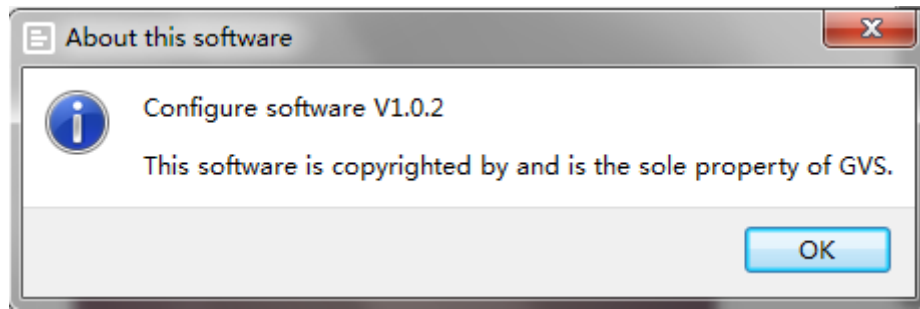 About this software
Configure software V1.0.2
This software is copyrighted by and is the sole property of GVS.
OK